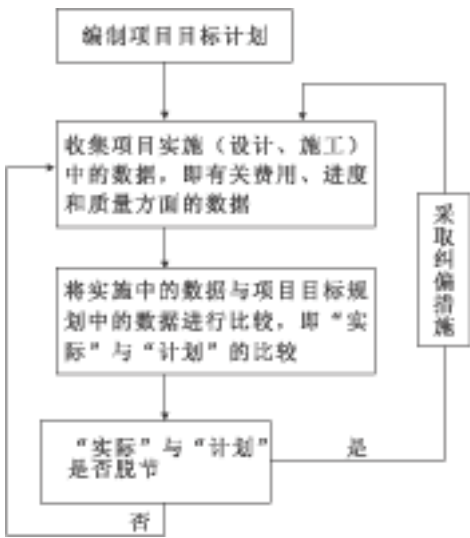 编制项目目标计划
收集项目实施（设计、施工）
中的数据，即有关费用、进度
和质量方面的数据
采取纠偏措施
将实施中的数据与项目目标规
划中的数据进行比较，即“实
际”与“计划”的比较
“实际”与“计划”
是否脱节
是
否